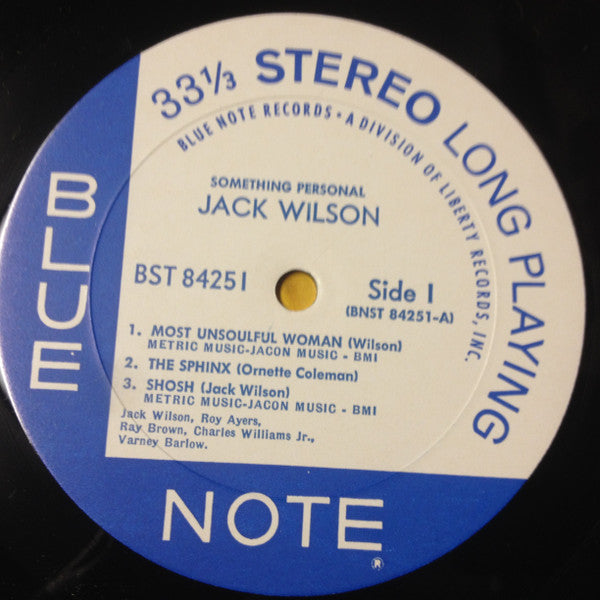 33⅓ STEREO LONG PLAYING
BLUE NOTE RECORDS • A DIVISION OF LIBERTY RECORDS, INC.
SOMETHING PERSONAL
JACK WILSON
BST 84251
Side 1
(BNST 84251-A)
1. MOST UNSOULFUL WOMAN (Wilson)
METRIC MUSIC-JACON MUSIC - BMI
2. THE SPHINX (Ornette Coleman)
3. SHOSH (Jack Wilson)
METRIC MUSIC-JACON MUSIC - BMI
Jack Wilson, Roy Ayers,
Ray Brown, Charles Williams Jr.,
Varney Barlow.
BLUE
NOTE ®